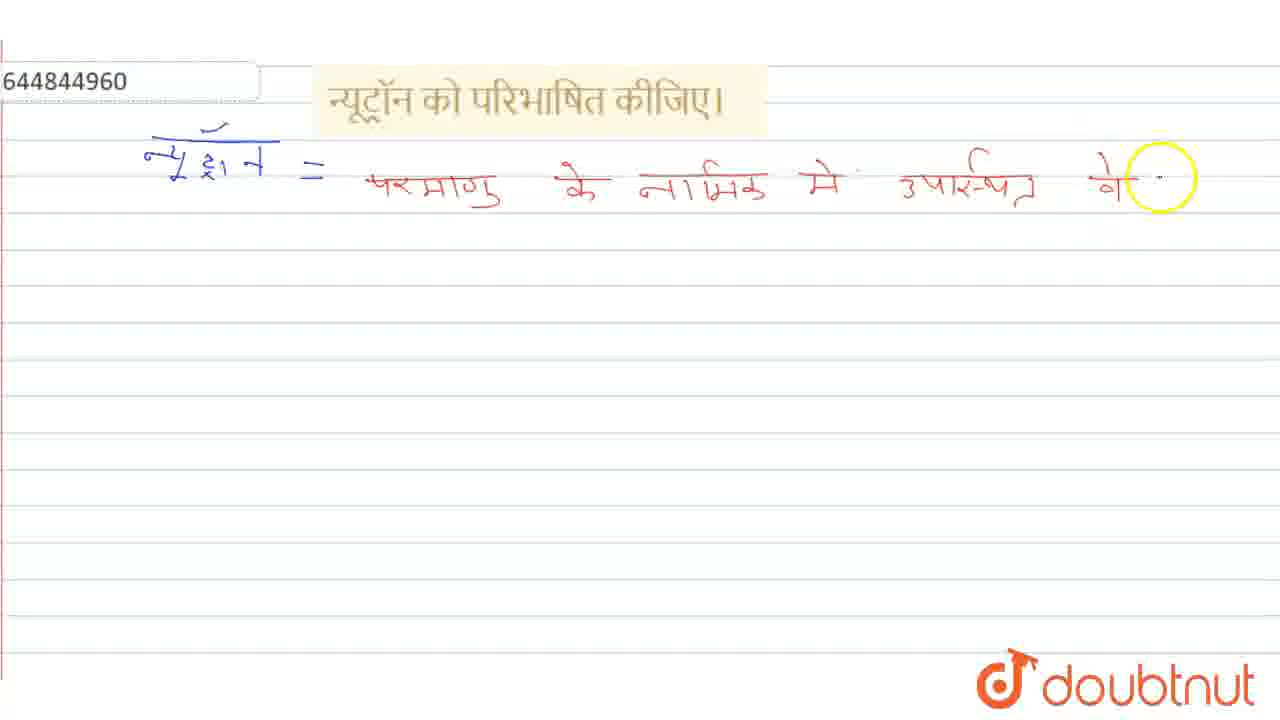 644844960
न्यूट्रॉन को परिभाषित कीजिए।
न्यूट्रॉन = परमाणु के नाभिक मे उपस्थित वे
doubtnut